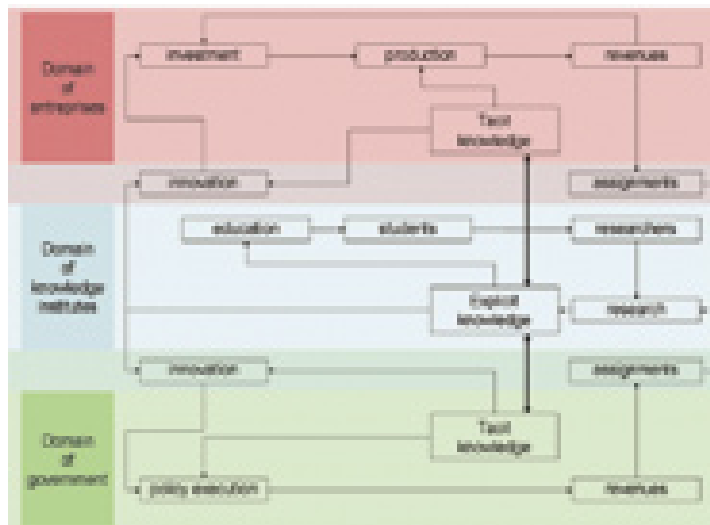 investment
production
revenues
Domain
of
entreprises
Tacit
knowledge
innovation
assignments
education
students
researchers
Domain
of
knowledge
institutes
Explicit
knowledge
research
innovation
assignments
Tacit
knowledge
Domain
of
government
policy execution
revenues